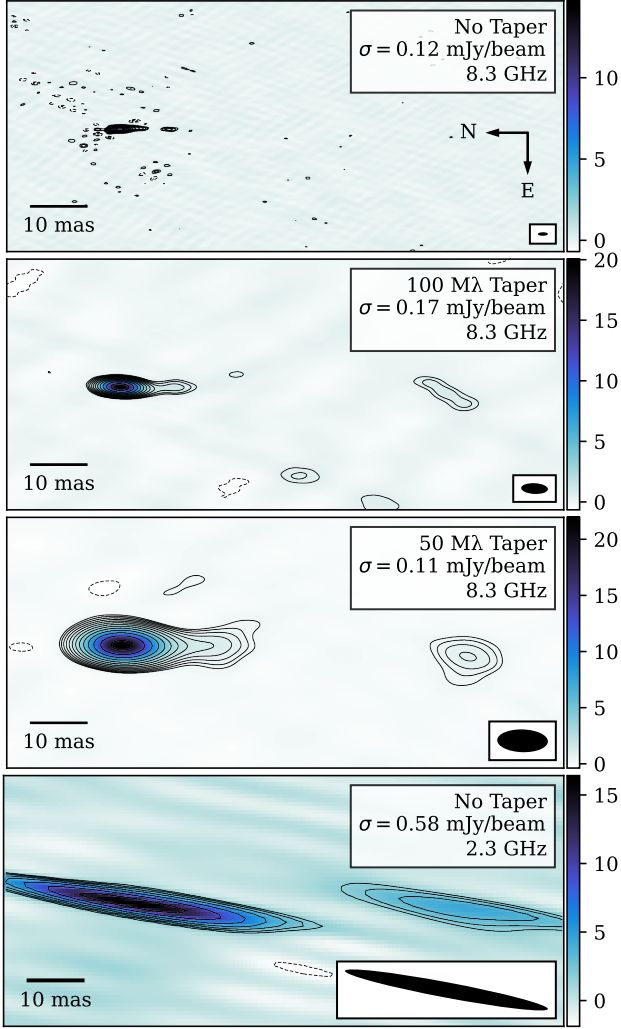 No Taper
σ = 0.12 mJy/beam
8.3 GHz
N
E
10 mas
10
5
0
100 Mλ Taper
σ = 0.17 mJy/beam
8.3 GHz
10 mas
20
15
10
5
0
50 Mλ Taper
σ = 0.11 mJy/beam
8.3 GHz
10 mas
20
15
10
5
0
No Taper
σ = 0.58 mJy/beam
2.3 GHz
10 mas
15
10
5
0